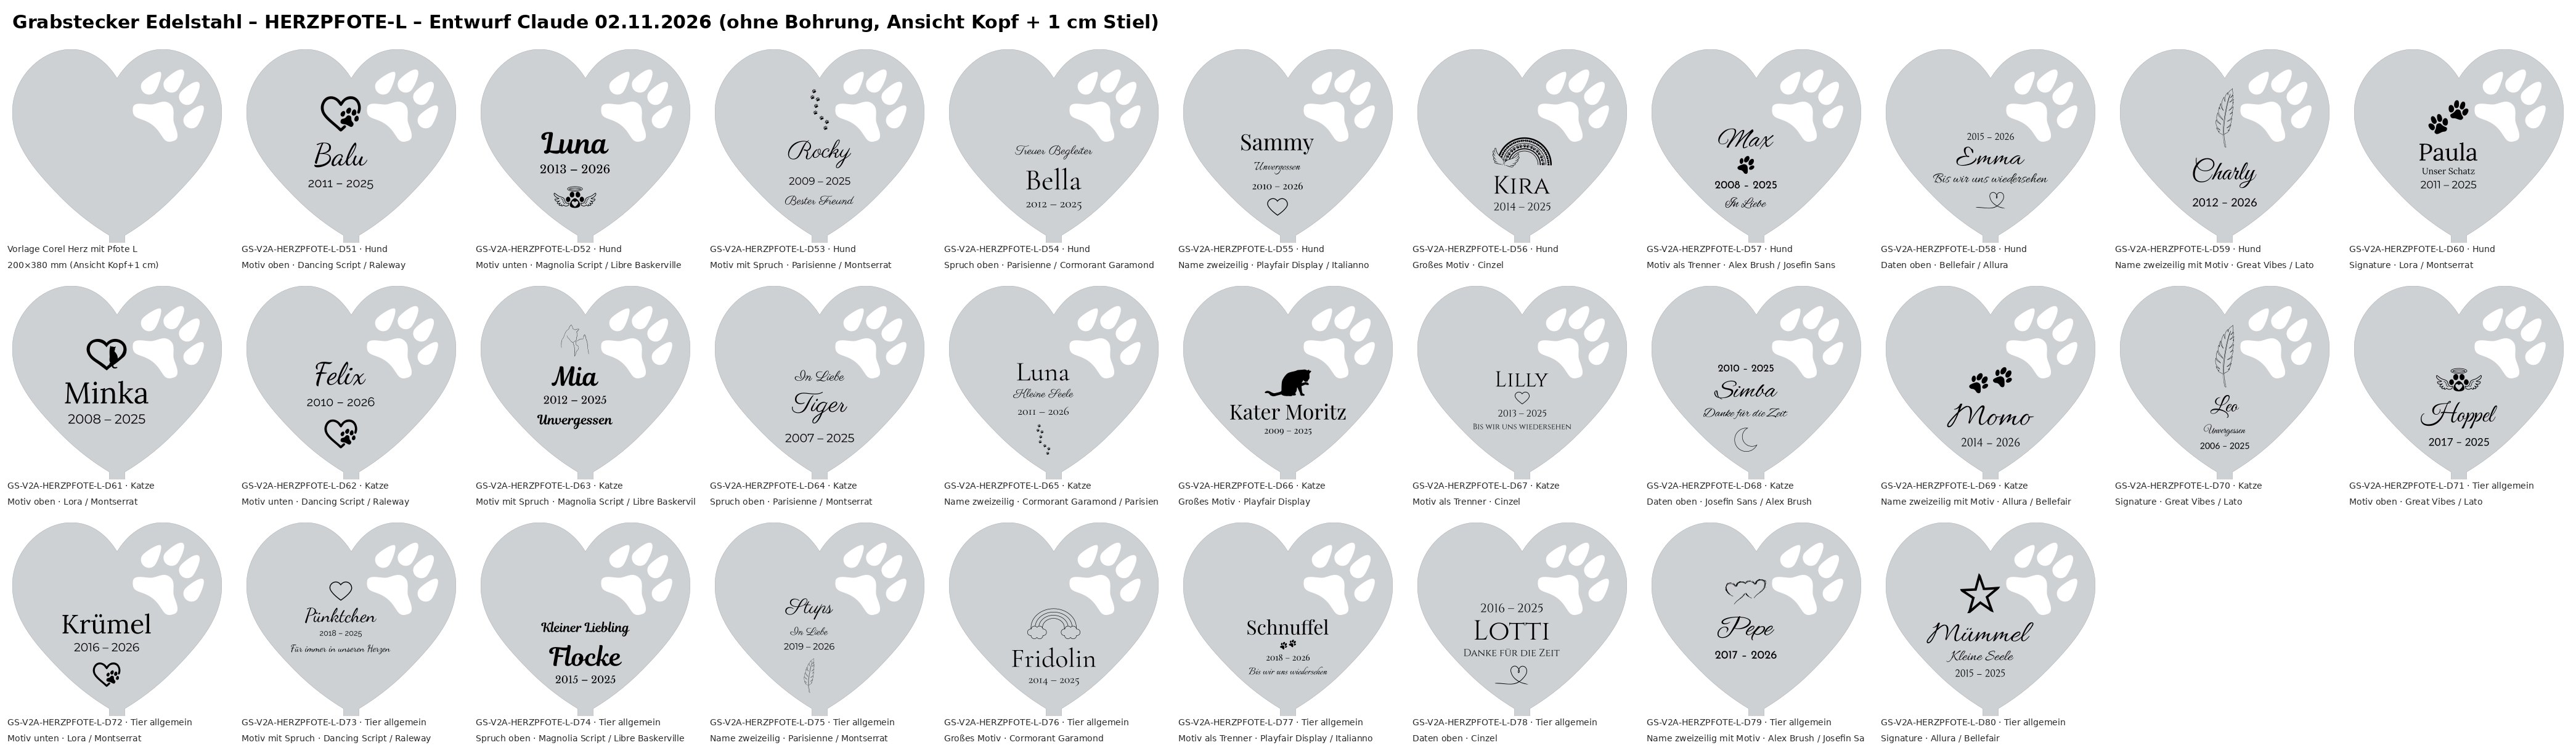 Grabstecker Edelstahl – HERZPFOTE-L – Entwurf Claude 02.11.2026 (ohne Bohrung, Ansicht Kopf + 1 cm Stiel)
Vorlage Corel Herz mit Pfote L
200×380 mm (Ansicht Kopf+1 cm)
Balu
2011 – 2025
GS-V2A-HERZPFOTE-L-D51 · Hund
Motiv oben · Dancing Script / Raleway
Luna
2013 – 2026
GS-V2A-HERZPFOTE-L-D52 · Hund
Motiv unten · Magnolia Script / Libre Baskerville
Rocky
2009 – 2025
Bester Freund
GS-V2A-HERZPFOTE-L-D53 · Hund
Motiv mit Spruch · Parisienne / Montserrat
Treuer Begleiter
Bella
2012 – 2025
GS-V2A-HERZPFOTE-L-D54 · Hund
Spruch oben · Parisienne / Cormorant Garamond
Sammy
Unvergessen
2010 – 2026
GS-V2A-HERZPFOTE-L-D55 · Hund
Name zweizeilig · Playfair Display / Italianno
KIRA
2014 – 2025
GS-V2A-HERZPFOTE-L-D56 · Hund
Großes Motiv · Cinzel
Max
2008 – 2025
In Liebe
GS-V2A-HERZPFOTE-L-D57 · Hund
Motiv als Trenner · Alex Brush / Josefin Sans
2015 – 2026
Emma
Bis wir uns wiedersehen
GS-V2A-HERZPFOTE-L-D58 · Hund
Daten oben · Bellefair / Allura
Charly
2012 – 2026
GS-V2A-HERZPFOTE-L-D59 · Hund
Name zweizeilig mit Motiv · Great Vibes / Lato
Paula
Unser Schatz
2011 – 2025
GS-V2A-HERZPFOTE-L-D60 · Hund
Signature · Lora / Montserrat
Minka
2008 – 2025
GS-V2A-HERZPFOTE-L-D61 · Katze
Motiv oben · Lora / Montserrat
Felix
2010 – 2026
GS-V2A-HERZPFOTE-L-D62 · Katze
Motiv unten · Dancing Script / Raleway
Mia
2012 – 2025
Unvergessen
GS-V2A-HERZPFOTE-L-D63 · Katze
Motiv mit Spruch · Magnolia Script / Libre Baskervil
In Liebe
Tiger
2007 – 2025
GS-V2A-HERZPFOTE-L-D64 · Katze
Spruch oben · Parisienne / Montserrat
Luna
Kleine Seele
2011 – 2026
GS-V2A-HERZPFOTE-L-D65 · Katze
Name zweizeilig · Cormorant Garamond / Parisien
Kater Moritz
2009 – 2025
GS-V2A-HERZPFOTE-L-D66 · Katze
Großes Motiv · Playfair Display
LILLY
2013 – 2025
BIS WIR UNS WIEDERSEHEN
GS-V2A-HERZPFOTE-L-D67 · Katze
Motiv als Trenner · Cinzel
2010 – 2025
Simba
Danke für die Zeit
GS-V2A-HERZPFOTE-L-D68 · Katze
Daten oben · Josefin Sans / Alex Brush
Momo
2014 – 2026
GS-V2A-HERZPFOTE-L-D69 · Katze
Name zweizeilig mit Motiv · Allura / Bellefair
Leo
Unvergessen
2006 – 2025
GS-V2A-HERZPFOTE-L-D70 · Katze
Signature · Great Vibes / Lato
Hoppel
2017 – 2025
GS-V2A-HERZPFOTE-L-D71 · Tier allgemein
Motiv oben · Great Vibes / Lato
Krümel
2016 – 2026
GS-V2A-HERZPFOTE-L-D72 · Tier allgemein
Motiv unten · Lora / Montserrat
Pünktchen
2018 – 2025
Für immer in unseren Herzen
GS-V2A-HERZPFOTE-L-D73 · Tier allgemein
Motiv mit Spruch · Dancing Script / Raleway
Kleiner Liebling
Flocke
2015 – 2025
GS-V2A-HERZPFOTE-L-D74 · Tier allgemein
Spruch oben · Magnolia Script / Libre Baskerville
Stups
In Liebe
2019 – 2026
GS-V2A-HERZPFOTE-L-D75 · Tier allgemein
Name zweizeilig · Parisienne / Montserrat
Fridolin
2014 – 2025
GS-V2A-HERZPFOTE-L-D76 · Tier allgemein
Großes Motiv · Cormorant Garamond
Schnuffel
2018 – 2026
Bis wir uns wiedersehen
GS-V2A-HERZPFOTE-L-D77 · Tier allgemein
Motiv als Trenner · Playfair Display / Italianno
2016 – 2025
LOTTI
DANKE FÜR DIE ZEIT
GS-V2A-HERZPFOTE-L-D78 · Tier allgemein
Daten oben · Cinzel
Pepe
2017 – 2026
GS-V2A-HERZPFOTE-L-D79 · Tier allgemein
Name zweizeilig mit Motiv · Alex Brush / Josefin Sa
Mümmel
Kleine Seele
2015 – 2025
GS-V2A-HERZPFOTE-L-D80 · Tier allgemein
Signature · Allura / Bellefair